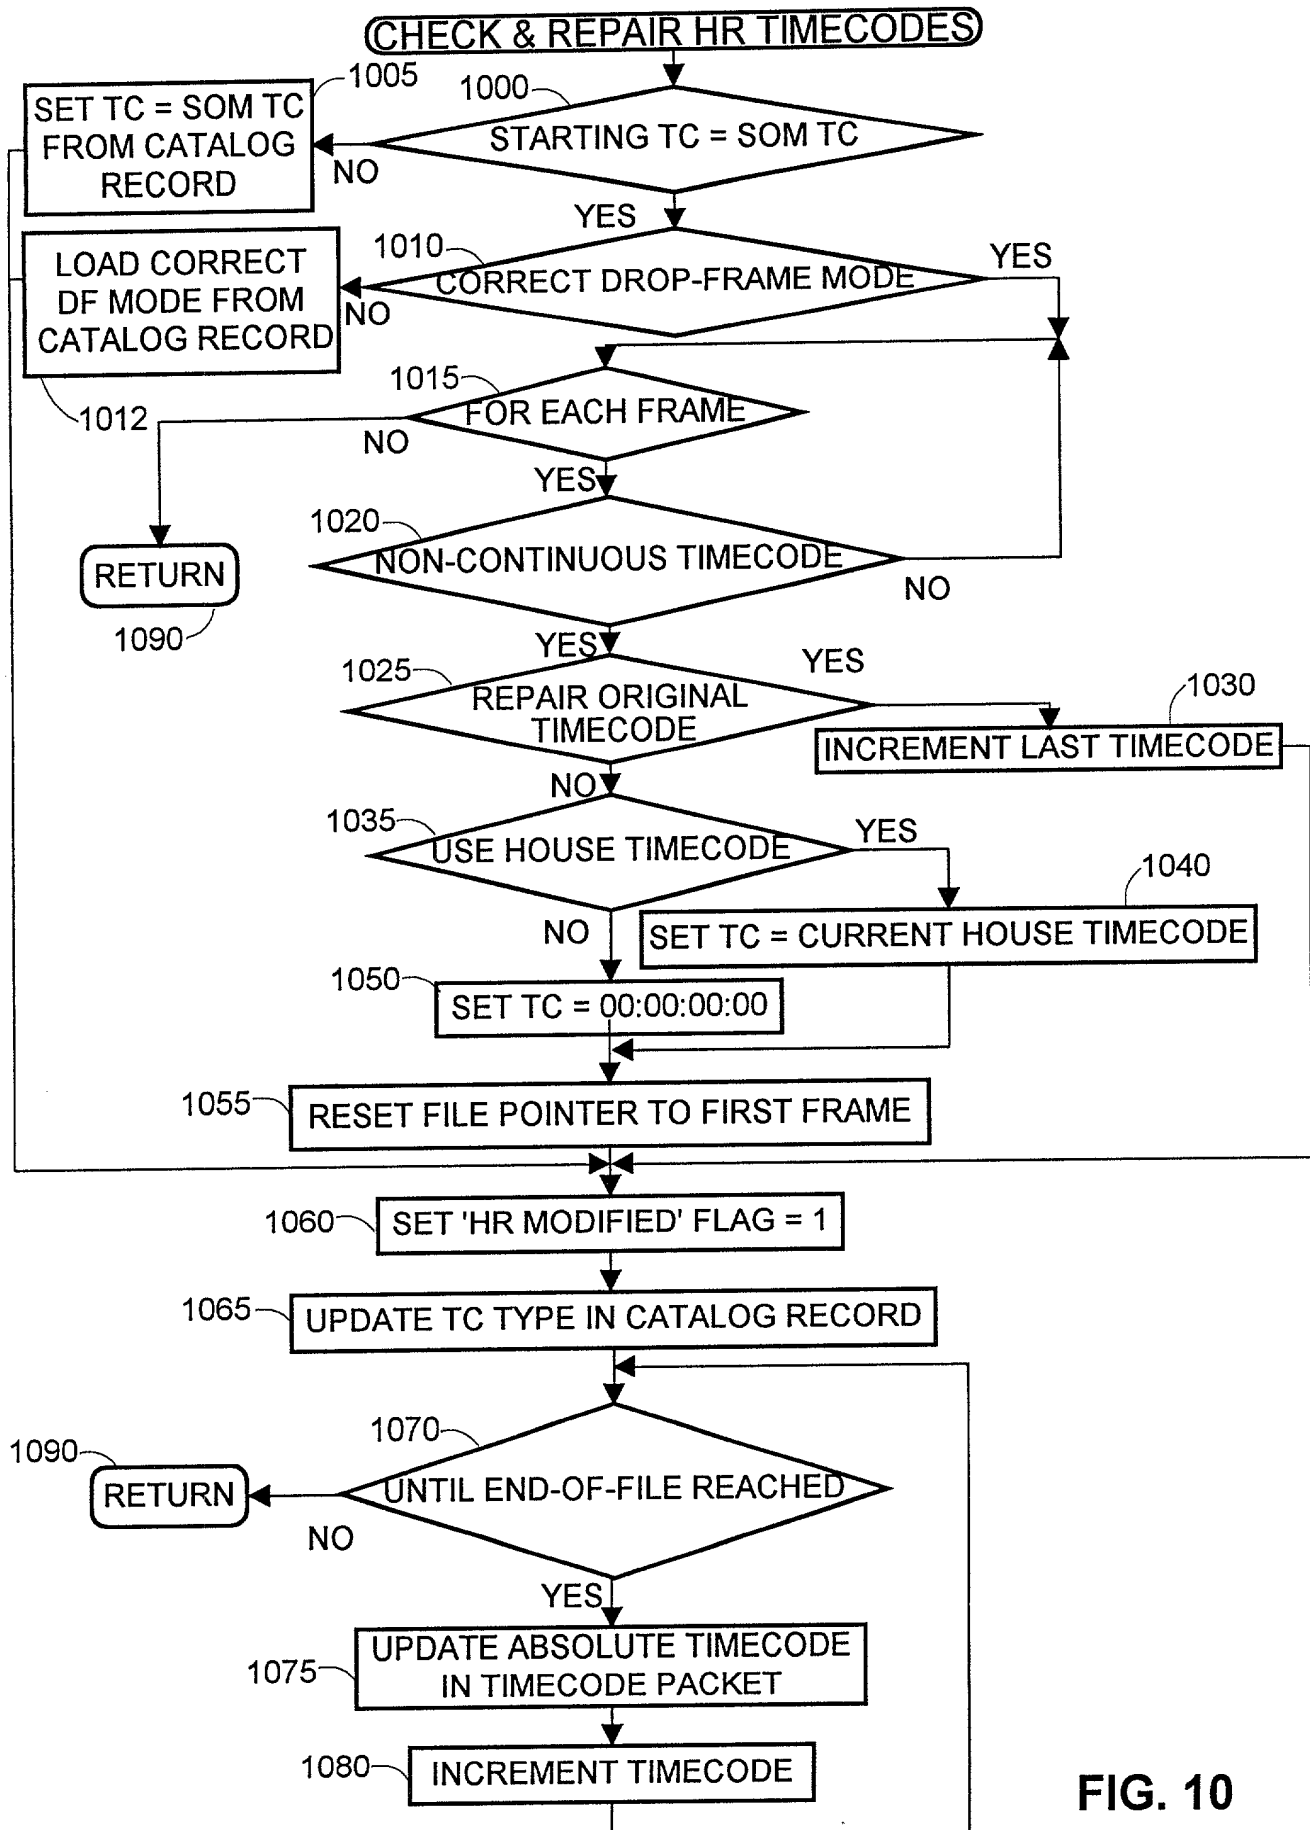 CHECK & REPAIR HR TIMECODES
1005
SET TC = SOM TC
FROM CATALOG
RECORD
1000
STARTING TC = SOM TC
NO
YES
1010
CORRECT DROP-FRAME MODE
YES
LOAD CORRECT
DF MODE FROM
CATALOG RECORD
NO
1012
1015
FOR EACH FRAME
NO
YES
1020
NON-CONTINUOUS TIMECODE
NO
RETURN
1090
YES
1025
REPAIR ORIGINAL
TIMECODE
YES
1030
INCREMENT LAST TIMECODE
NO
1035
USE HOUSE TIMECODE
YES
1040
SET TC = CURRENT HOUSE TIMECODE
NO
1050
SET TC = 00:00:00:00
1055
RESET FILE POINTER TO FIRST FRAME
1060
SET 'HR MODIFIED' FLAG = 1
1065
UPDATE TC TYPE IN CATALOG RECORD
1070
UNTIL END-OF-FILE REACHED
1090
RETURN
NO
YES
1075
UPDATE ABSOLUTE TIMECODE
IN TIMECODE PACKET
1080
INCREMENT TIMECODE
FIG. 10